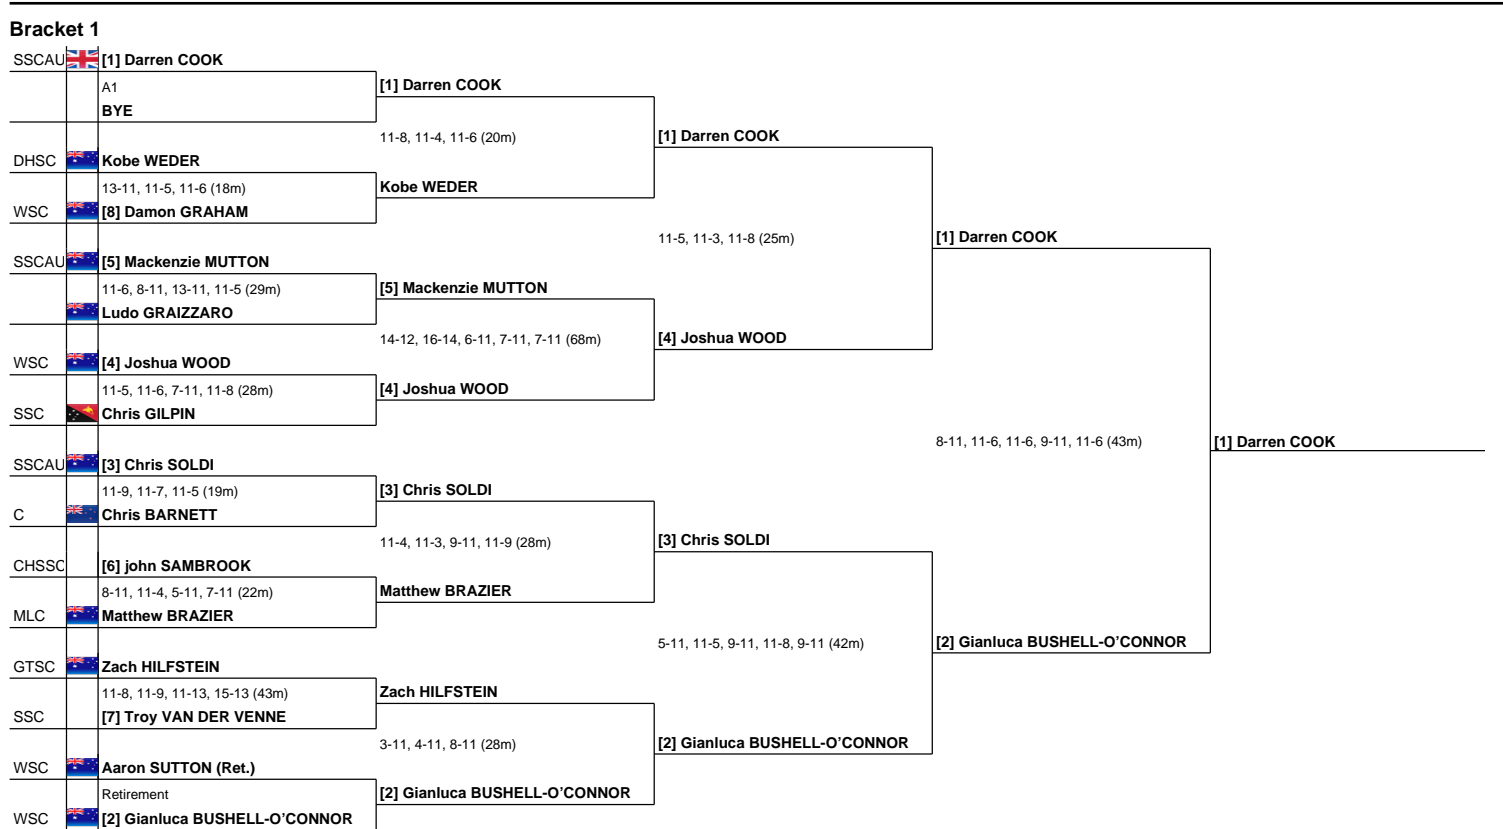 Bracket 1
SSCAU [1] Darren COOK
A1
BYE
[1] Darren COOK
11-8, 11-4, 11-6 (20m)
[1] Darren COOK
DHSC Kobe WEDER
13-11, 11-5, 11-6 (18m)
Kobe WEDER
WSC [8] Damon GRAHAM
11-5, 11-3, 11-8 (25m)
[1] Darren COOK
SSCAU [5] Mackenzie MUTTON
11-6, 8-11, 13-11, 11-5 (29m)
[5] Mackenzie MUTTON
Ludo GRAIZZARO
14-12, 16-14, 6-11, 7-11, 7-11 (68m)
[4] Joshua WOOD
WSC [4] Joshua WOOD
11-5, 11-6, 7-11, 11-8 (28m)
[4] Joshua WOOD
SSC Chris GILPIN
8-11, 11-6, 11-6, 9-11, 11-6 (43m)
[1] Darren COOK
SSCAU [3] Chris SOLDI
11-9, 11-7, 11-5 (19m)
[3] Chris SOLDI
C Chris BARNETT
11-4, 11-3, 9-11, 11-9 (28m)
[3] Chris SOLDI
CHSSC [6] john SAMBROOK
8-11, 11-4, 5-11, 7-11 (22m)
Matthew BRAZIER
MLC Matthew BRAZIER
5-11, 11-5, 9-11, 11-8, 9-11 (42m)
[2] Gianluca BUSHELL-O'CONNOR
GTSC Zach HILFSTEIN
11-8, 11-9, 11-13, 15-13 (43m)
Zach HILFSTEIN
SSC [7] Troy VAN DER VENNE
3-11, 4-11, 8-11 (28m)
[2] Gianluca BUSHELL-O'CONNOR
WSC Aaron SUTTON (Ret.)
Retirement
[2] Gianluca BUSHELL-O'CONNOR
WSC [2] Gianluca BUSHELL-O'CONNOR